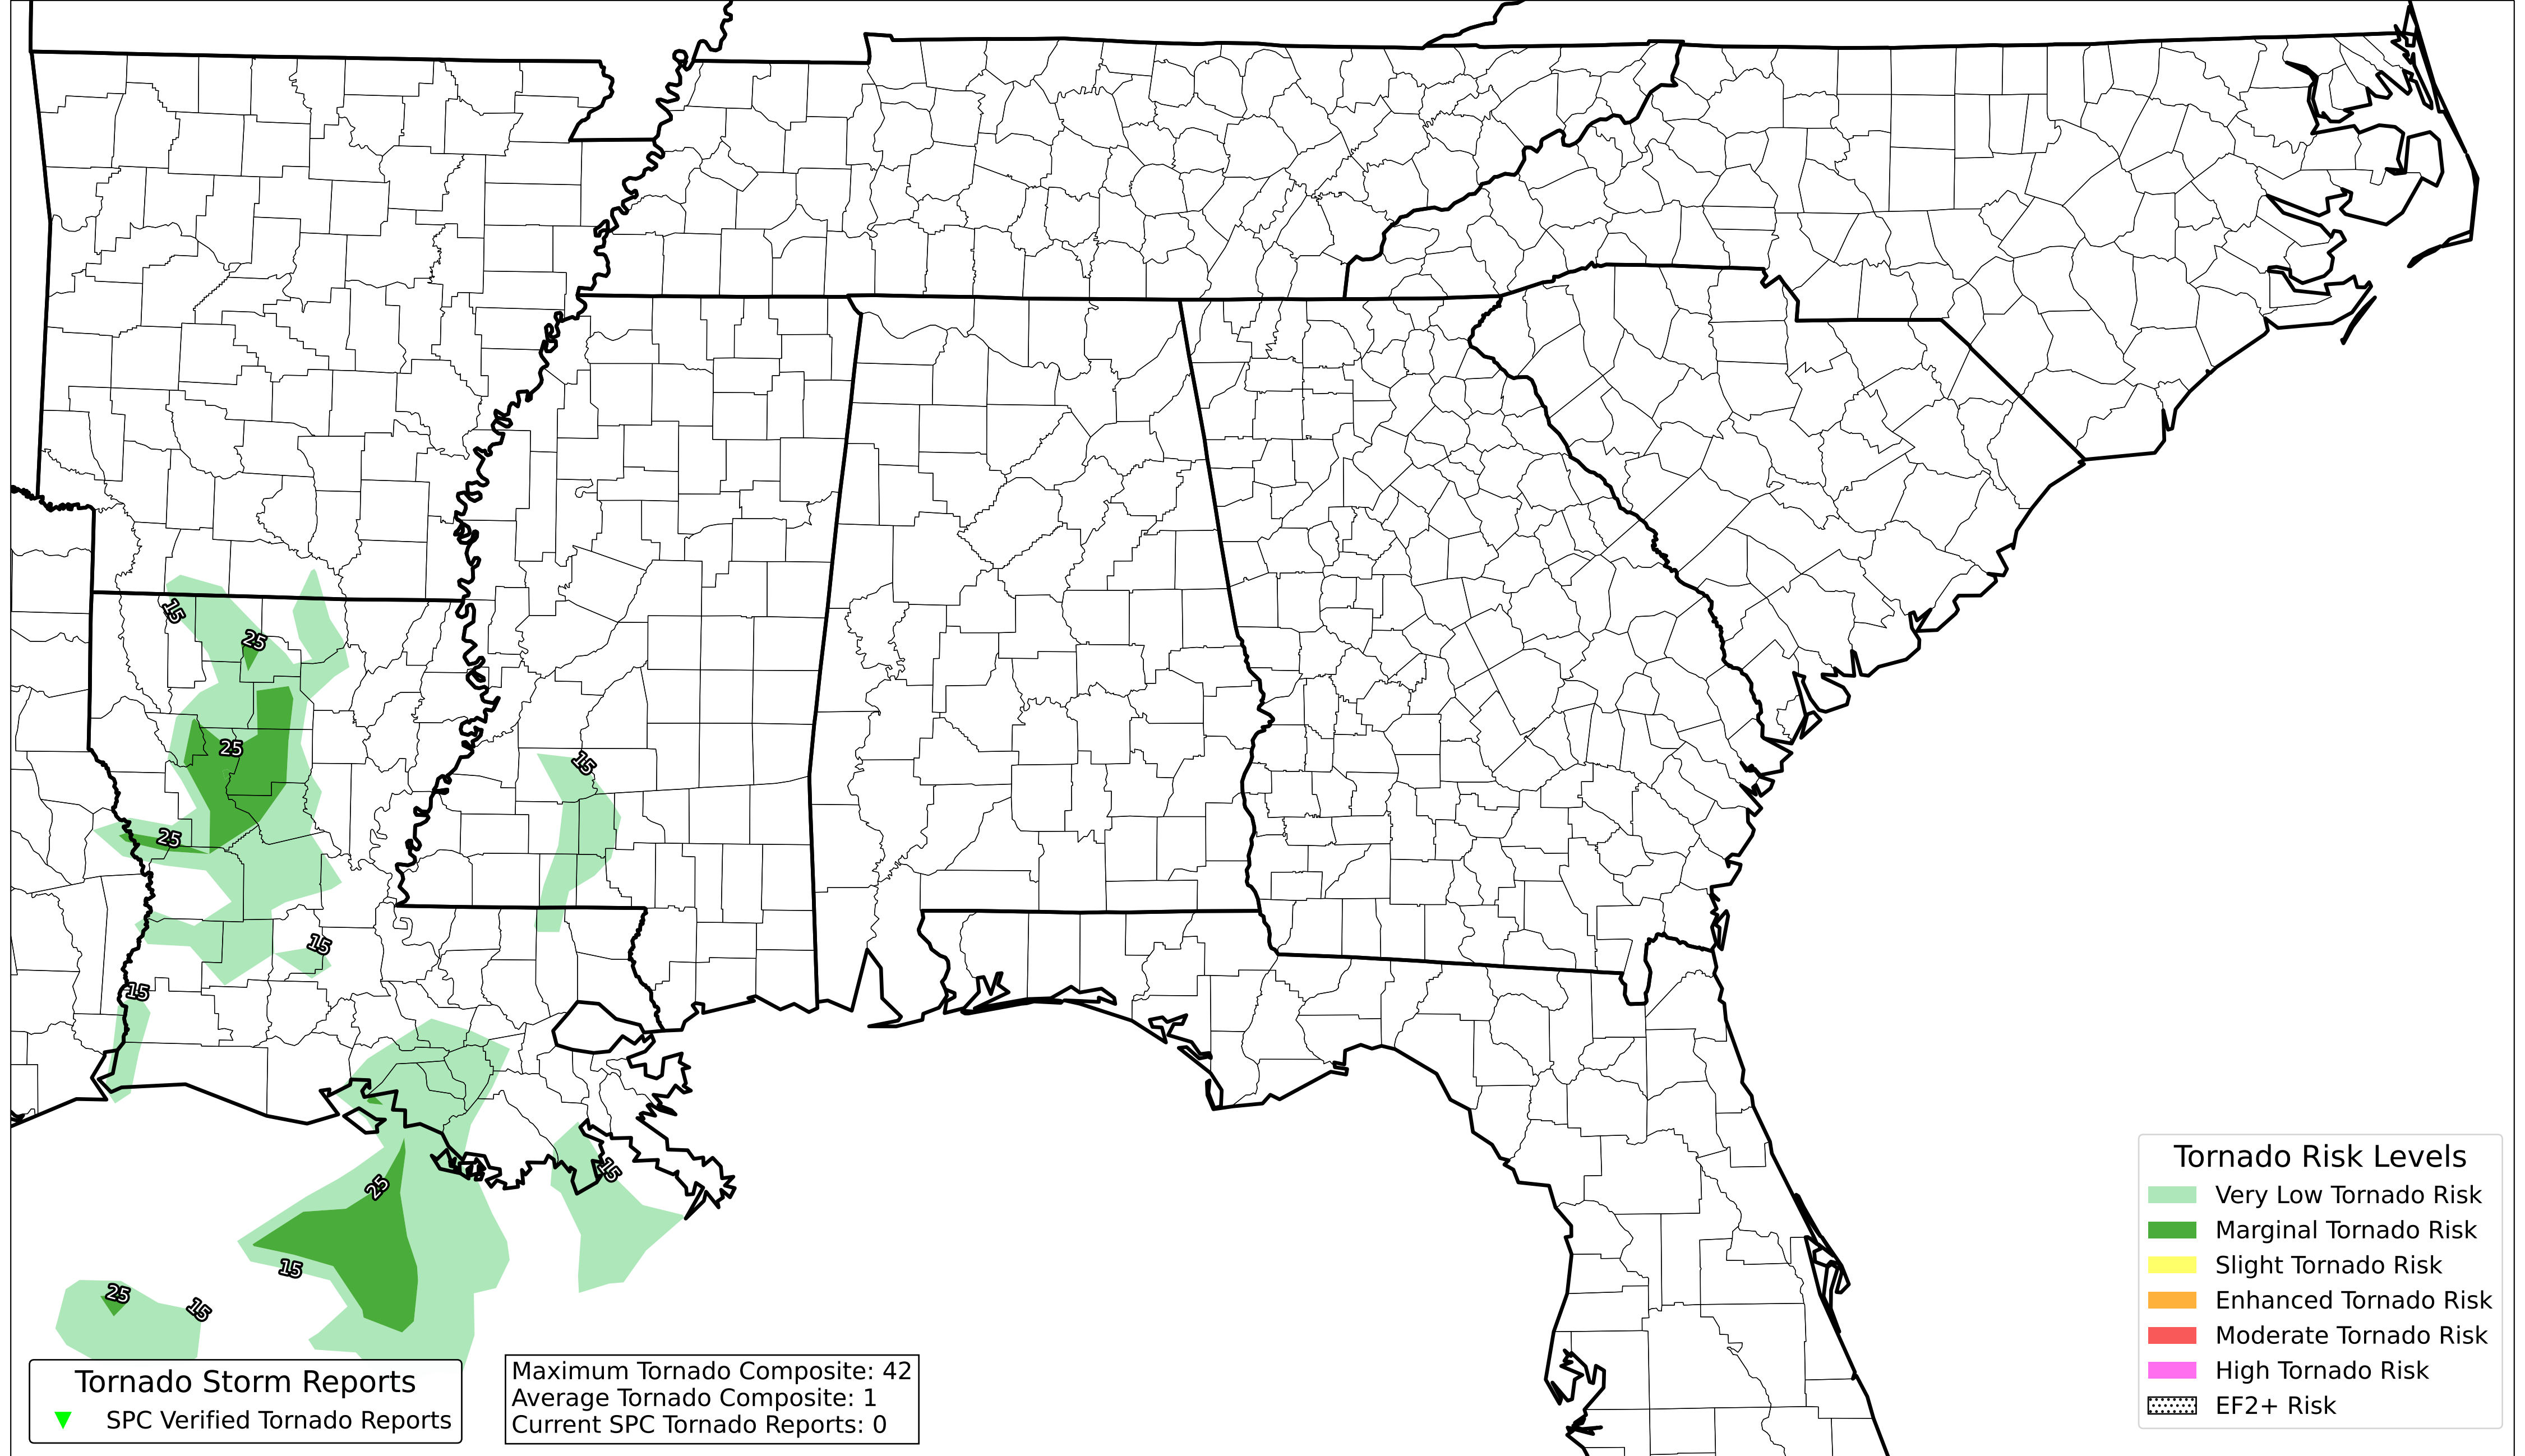 15
25
25
15
25
15
15
15
25
15
25
15
Tornado Risk Levels
Very Low Tornado Risk
Marginal Tornado Risk
Slight Tornado Risk
Enhanced Tornado Risk
Moderate Tornado Risk
High Tornado Risk
EF2+ Risk
Tornado Storm Reports
SPC Verified Tornado Reports
Maximum Tornado Composite: 42
Average Tornado Composite: 1
Current SPC Tornado Reports: 0